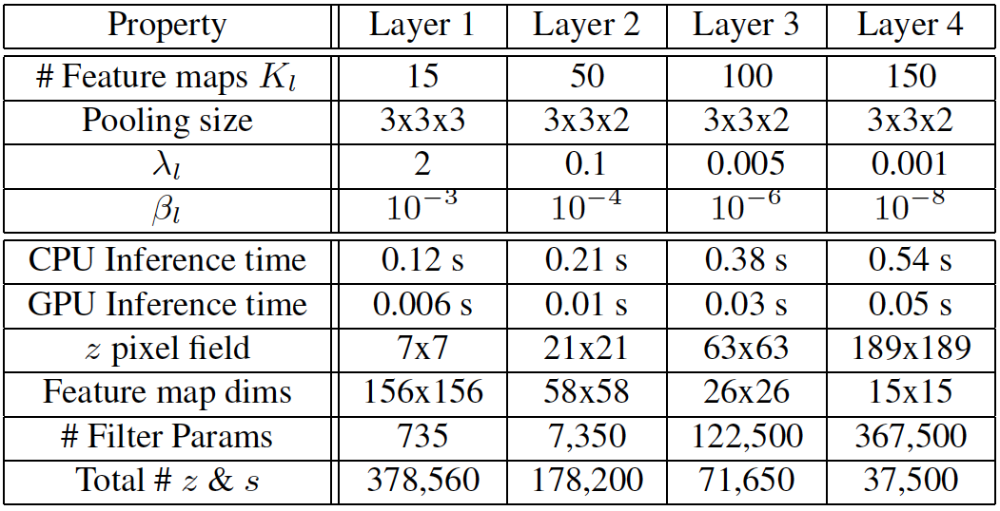 Property Layer 1 Layer 2 Layer 3 Layer 4
# Feature maps K_l 15 50 100 150
Pooling size 3x3x3 3x3x2 3x3x2 3x3x2
λ_l 2 0.1 0.005 0.001
β_l 10^−3 10^−4 10^−6 10^−8
CPU Inference time 0.12 s 0.21 s 0.38 s 0.54 s
GPU Inference time 0.006 s 0.01 s 0.03 s 0.05 s
z pixel field 7x7 21x21 63x63 189x189
Feature map dims 156x156 58x58 26x26 15x15
# Filter Params 735 7,350 122,500 367,500
Total # z & s 378,560 178,200 71,650 37,500